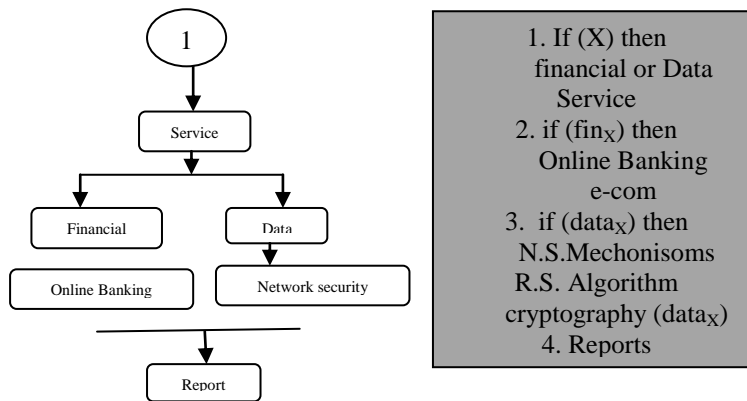 1
Service
Financial
Data
Online Banking
Network security
Report
1. If (X) then
financial or Data
Service
2. if (finX) then
Online Banking
e-com
3. if (dataX) then
N.S.Mechonisoms
R.S. Algorithm
cryptography (dataX)
4. Reports